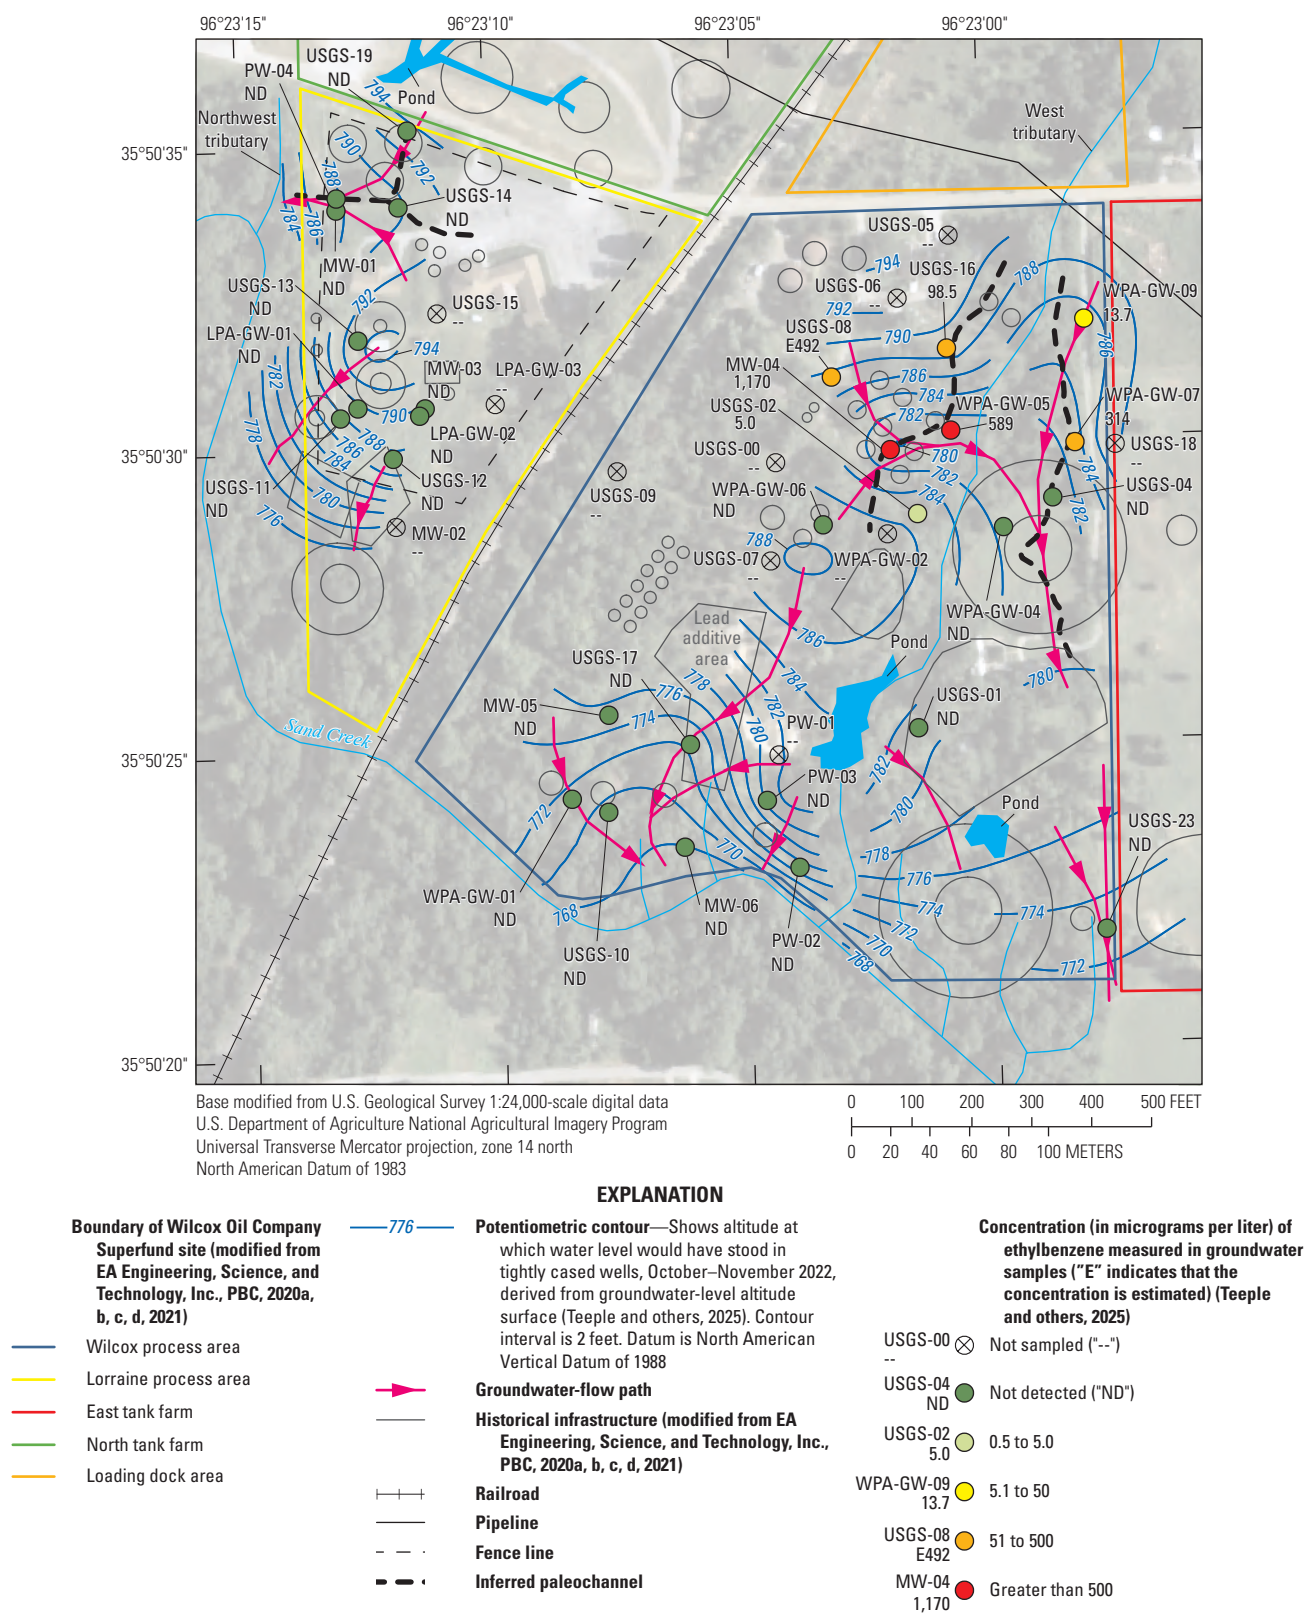 96°23'15"
96°23'10"
96°23'05"
96°23'00"
35°50'35"
35°50'30"
35°50'25"
35°50'20"
USGS-19
ND
PW-04
ND
Northwest
tributary
794
Pond
790
792
788
786
784
USGS-14
ND
MW-01
ND
USGS-13
ND
792
USGS-15
--
LPA-GW-01
ND
794
782
MW-03
ND
LPA-GW-03
--
790
778
788
786
784
LPA-GW-02
ND
USGS-12
ND
USGS-11
ND
780
776
MW-02
--
Sand Creek
West
tributary
USGS-05
--
794
USGS-16
98.5
788
USGS-06
--
792
WPA-GW-09
13.7
USGS-08
E492
790
786
MW-04
1,170
786
784
WPA-GW-07
314
USGS-02
5.0
782
WPA-GW-05
589
USGS-18
--
USGS-00
--
780
782
784
USGS-09
--
WPA-GW-06
ND
784
USGS-04
ND
782
788
USGS-07
--
WPA-GW-02
--
WPA-GW-04
ND
Lead
additive
area
786
Pond
USGS-17
ND
778
776
784
780
USGS-01
ND
MW-05
ND
774
782
780
PW-01
--
782
PW-03
ND
780
Pond
772
770
778
USGS-23
ND
776
WPA-GW-01
ND
768
MW-06
ND
774
774
772
USGS-10
ND
PW-02
ND
770
768
772
Base modified from U.S. Geological Survey 1:24,000-scale digital data
U.S. Department of Agriculture National Agricultural Imagery Program
Universal Transverse Mercator projection, zone 14 north
North American Datum of 1983
0 100 200 300 400 500 FEET
0 20 40 60 80 100 METERS
EXPLANATION
Boundary of Wilcox Oil Company
Superfund site (modified from
EA Engineering, Science, and
Technology, Inc., PBC, 2020a,
b, c, d, 2021)
Wilcox process area
Lorraine process area
East tank farm
North tank farm
Loading dock area
776
Potentiometric contour—Shows altitude at
which water level would have stood in
tightly cased wells, October–November 2022,
derived from groundwater-level altitude
surface (Teeple and others, 2025). Contour
interval is 2 feet. Datum is North American
Vertical Datum of 1988
Groundwater-flow path
Historical infrastructure (modified from EA
Engineering, Science, and Technology, Inc.,
PBC, 2020a, b, c, d, 2021)
Railroad
Pipeline
Fence line
Inferred paleochannel
Concentration (in micrograms per liter) of
ethylbenzene measured in groundwater
samples ("E" indicates that the
concentration is estimated) (Teeple
and others, 2025)
USGS-00
--
Not sampled ("--")
USGS-04
ND
Not detected ("ND")
USGS-02
5.0
0.5 to 5.0
WPA-GW-09
13.7
5.1 to 50
USGS-08
E492
51 to 500
MW-04
1,170
Greater than 500